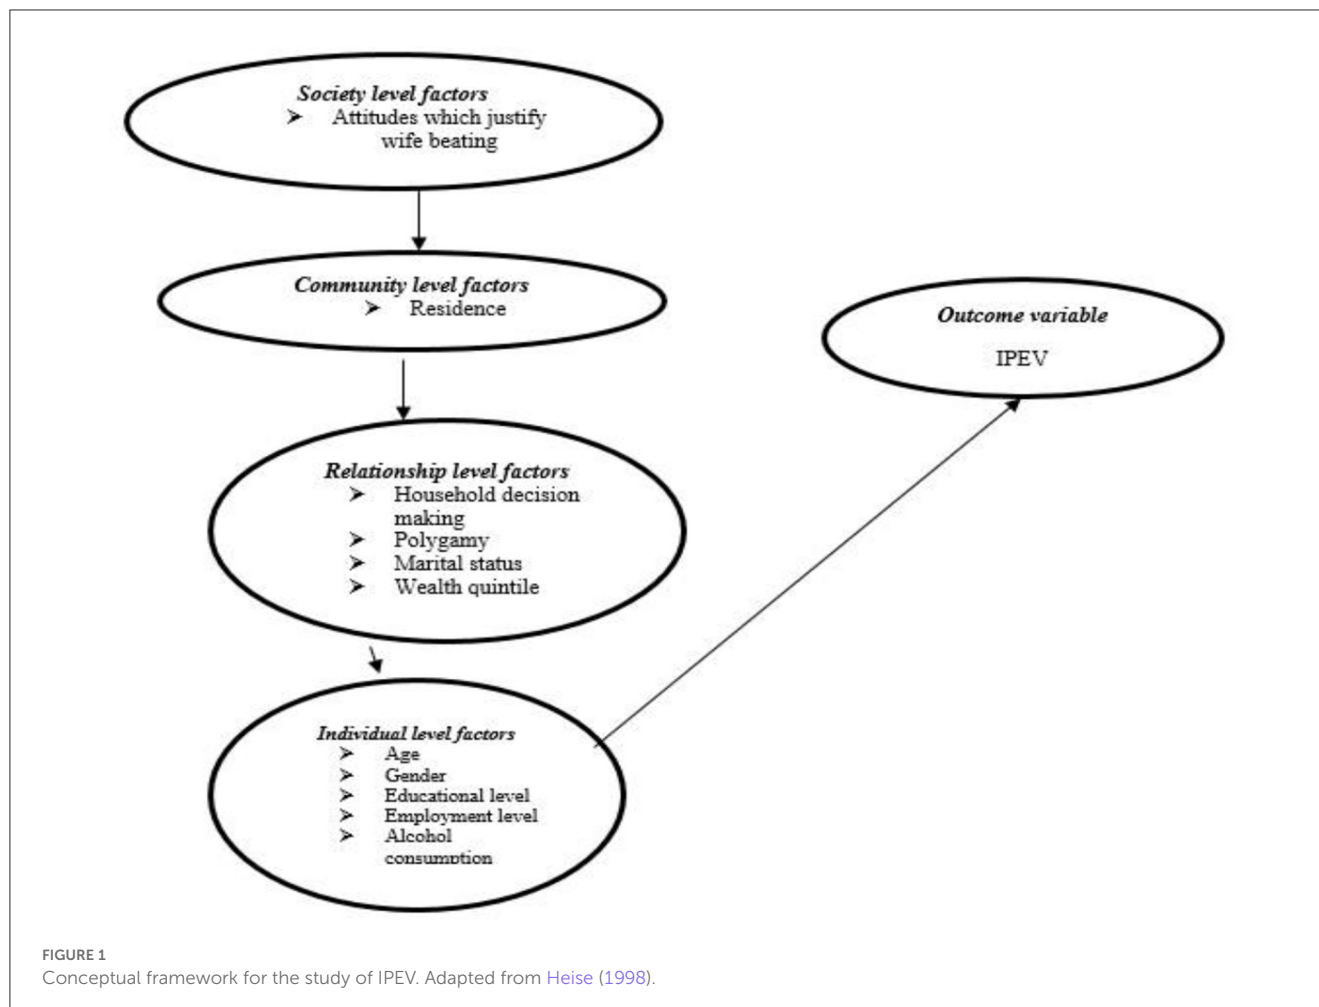 Society level factors
➢ Attitudes which justify
wife beating
Community level factors
➢ Residence
Outcome variable
IPEV
Relationship level factors
➢ Household decision
making
➢ Polygamy
➢ Marital status
➢ Wealth quintile
Individual level factors
➢ Age
➢ Gender
➢ Educational level
➢ Employment level
➢ Alcohol
consumption
FIGURE 1
Conceptual framework for the study of IPEV. Adapted from Heise (1998).